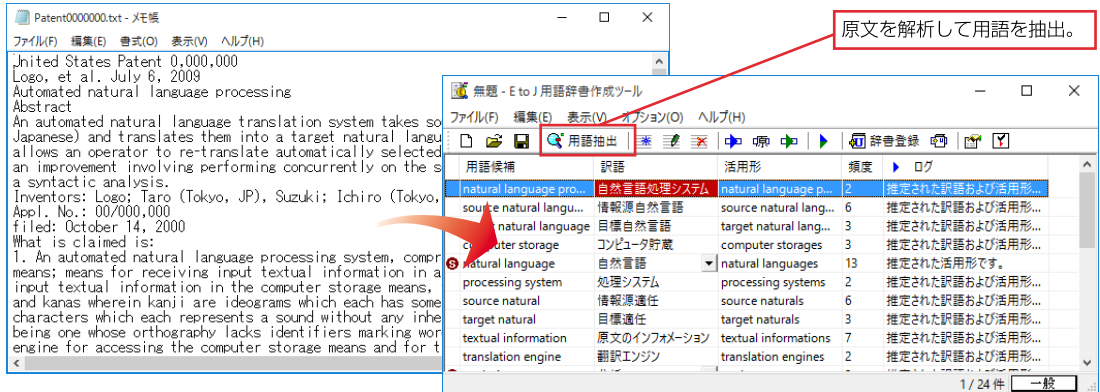 Patent0000000.txt - メモ帳
ファイル(F) 編集(E) 書式(O) 表示(V) ヘルプ(H)
United States Patent 0,000,000
Logo, et al. July 6, 2009
Automated natural language processing
Abstract
An automated natural language translation system takes so
Japanese) and translates them into a target natural langu
allows an operator to re-translate automatically selected
an improvement involving performing concurrently on the s
a syntactic analysis.
Inventors: Logo; Taro (Tokyo, JP), Suzuki; Ichiro (Tokyo,
Appl. No.: 00/000,000
filed: October 14, 2000
What is claimed is:
1. An automated natural language processing system, compr
means; means for receiving input textual information in a
input textual information in the computer storage means,
and kanas wherein kanji are ideograms which each has some
characters which each represents a sound without any inhe
being one whose orthography lacks identifiers marking wor
engine for accessing the computer storage means and for t
原文を解析して用語を抽出。
無題 - E to J 用語辞書作成ツール
ファイル(F) 編集(E) 表示(V) オプション(O) ヘルプ(H)
用語抽出 辞書登録
用語候補 訳語 活用形 頻度 ログ
natural language pro... 自然言語処理システム natural language p... 2 推定された訳語および活用形...
source natural langu... 情報源自然言語 source natural lang... 6 推定された訳語および活用形...
natural language 目標自然言語 target natural lang... 3 推定された訳語および活用形...
computer storage コンピュータ貯蔵 computer storages 3 推定された訳語および活用形...
S natural language 自然言語 natural languages 13 推定された活用形です。
processing system 処理システム processing systems 2 推定された訳語および活用形...
source natural 情報源適任 source naturals 6 推定された訳語および活用形...
target natural 目標適任 target naturals 3 推定された訳語および活用形...
textual information 原文のインフォメーション textual informations 7 推定された訳語および活用形...
translation engine 翻訳エンジン translation engines 2 推定された訳語および活用形...
1 / 24 件 一般